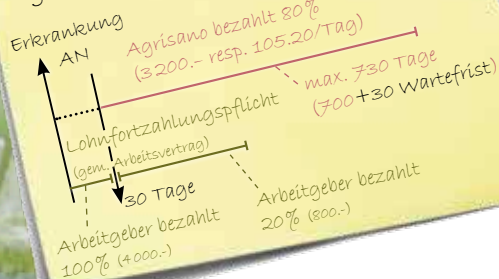 Erkrankung
AN
Agrisano bezahlt 80%
(3200.- resp. 105.20/Tag)
max. 730 Tage
(700+30 Wartefrist)
Lohnfortzahlungspflicht
(gem. Arbeitsvertrag)
30 Tage
Arbeitgeber bezahlt
100% (4000.-)
Arbeitgeber bezahlt
20% (800.-)